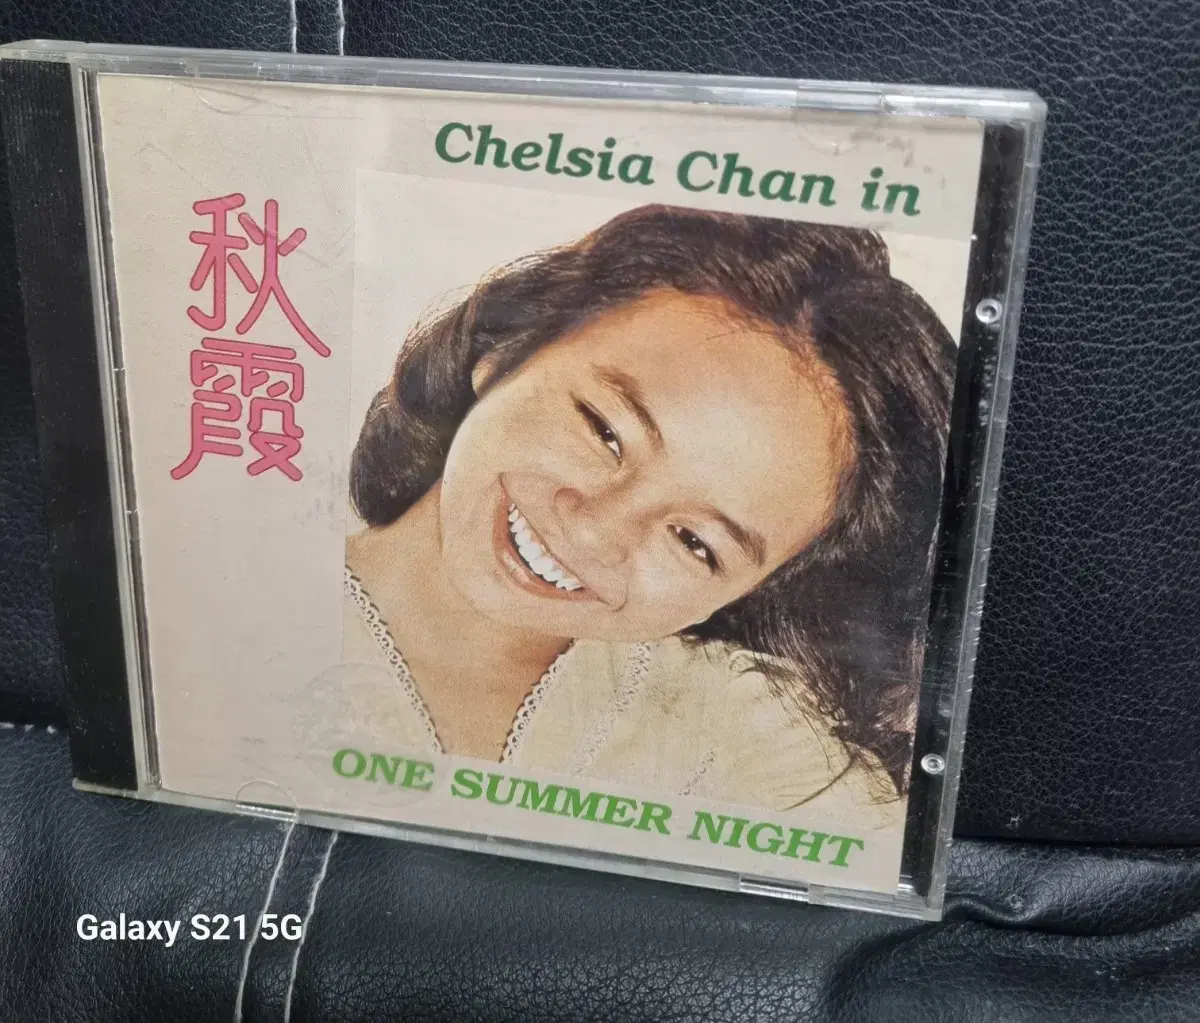 Chelsia Chan in
秋霞
ONE SUMMER NIGHT
Galaxy S21 5G